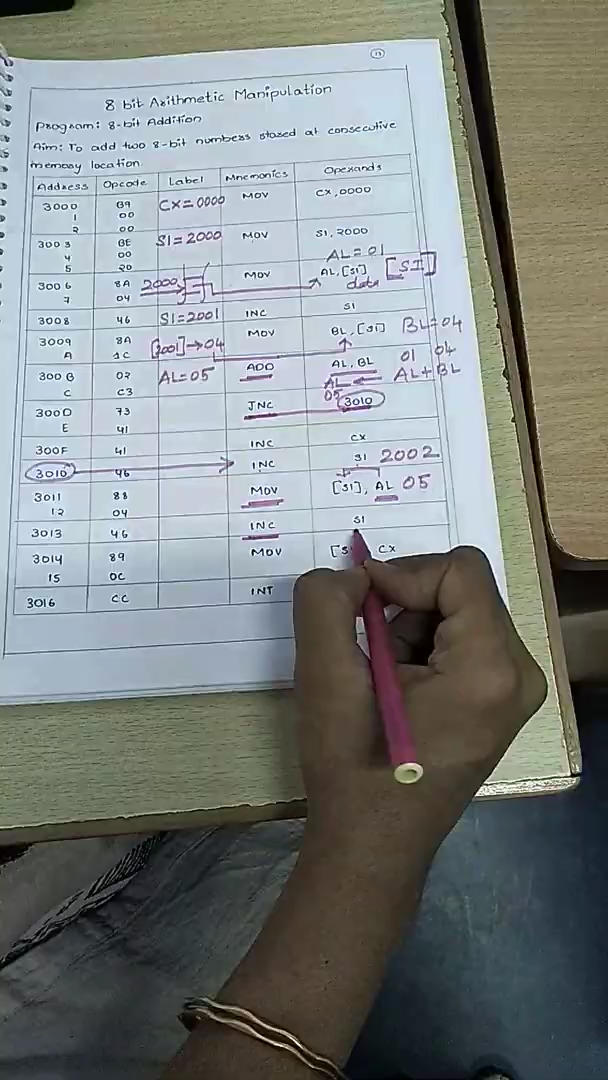 13
8 bit Arithmetic Manipulation
Program: 8-bit Addition
Aim: To add two 8-bit numbers stored at consecutive
memory location
Address Opcode Label Mnemonics Operands
3000 B9 CX=0000 MOV CX,0000
1 00
2 00
3003 BE SI=2000 MOV SI,2000
4 00 AL=01
5 20
3006 8A 2000 MOV AL,[SI] [SI]
7 04 data
3008 46 SI=2001 INC SI
3009 8A [2001]→04 MOV BL,[SI] BL=04
A 1C
300B 02 AL=05 ADD AL,BL 01 04
C C3 AL ← AL+BL
05
300D 73 JNC 3010
E 41
300F 41 INC CX
3010 46 INC SI 2002
3011 88 MOV [SI],AL 05
12 04
3013 46 INC SI
3014 89 MOV [SI CX
15 0C
3016 CC INT